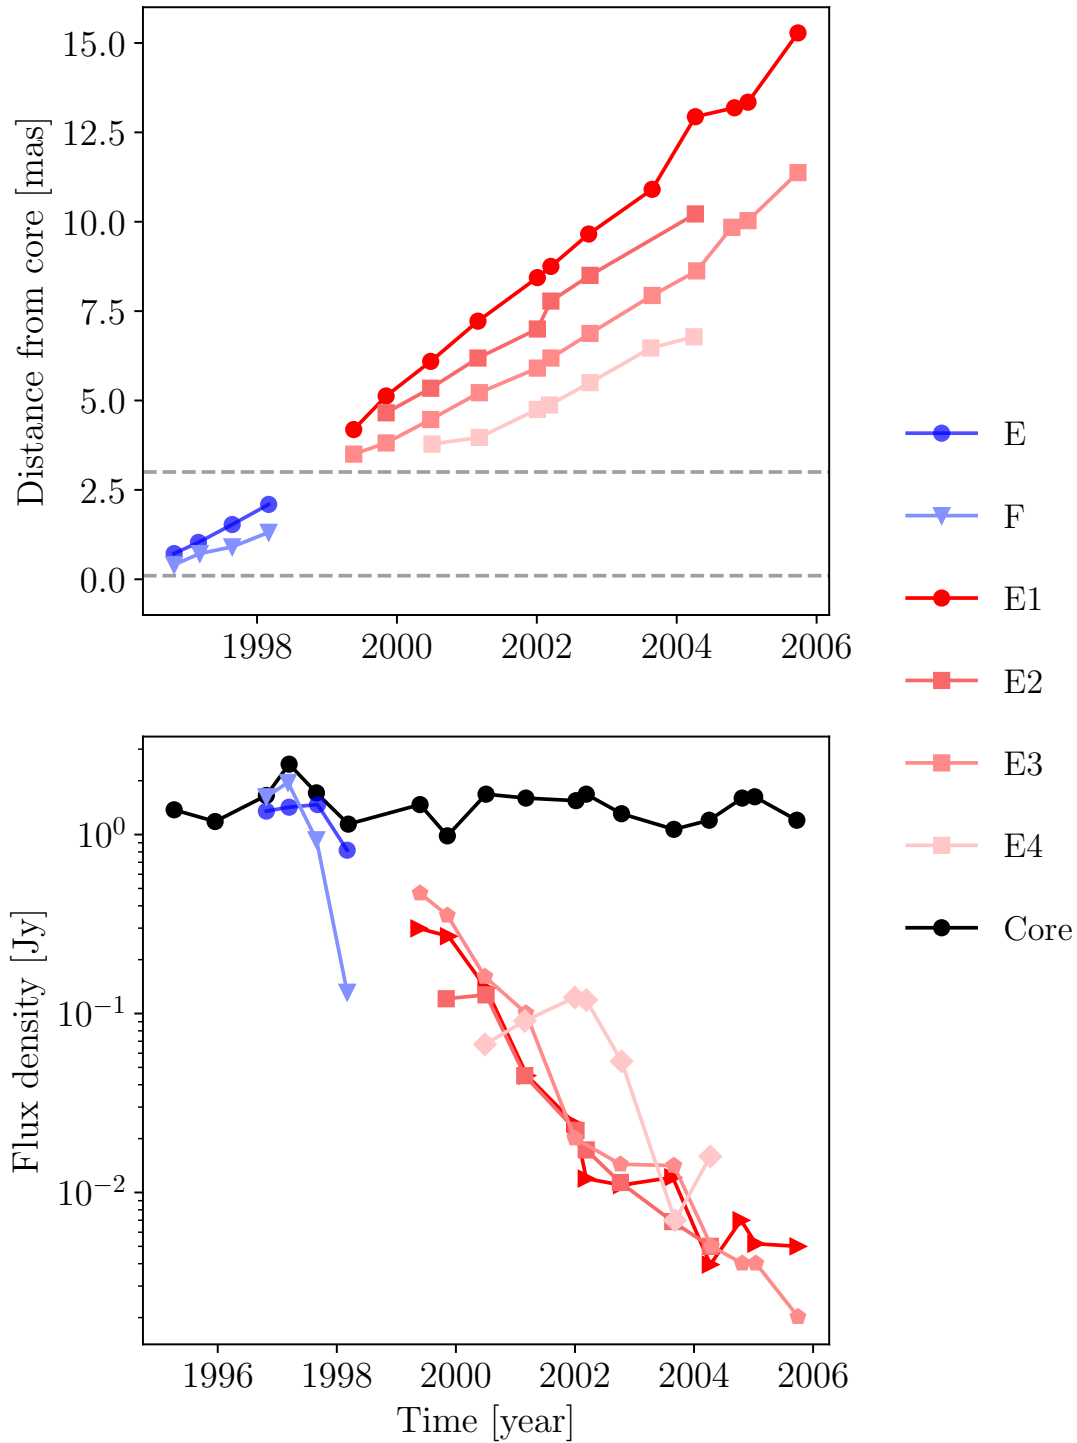 Distance from core [mas]
15.0
12.5
10.0
7.5
5.0
2.5
0.0
1998 2000 2002 2004 2006
E
F
E1
E2
E3
E4
Core
Flux density [Jy]
10⁰
10⁻¹
10⁻²
1996 1998 2000 2002 2004 2006
Time [year]